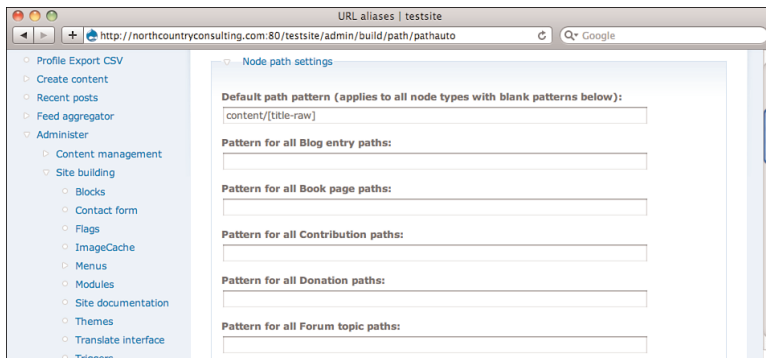 URL aliases | testsite
http://northcountryconsulting.com:80/testsite/admin/build/path/pathauto
Google
Profile Export CSV
Create content
Recent posts
Feed aggregator
Administer
Content management
Site building
Blocks
Contact form
Flags
ImageCache
Menus
Modules
Site documentation
Themes
Translate interface
Triggers
Node path settings
Default path pattern (applies to all node types with blank patterns below):
content/[title-raw]
Pattern for all Blog entry paths:
Pattern for all Book page paths:
Pattern for all Contribution paths:
Pattern for all Donation paths:
Pattern for all Forum topic paths: